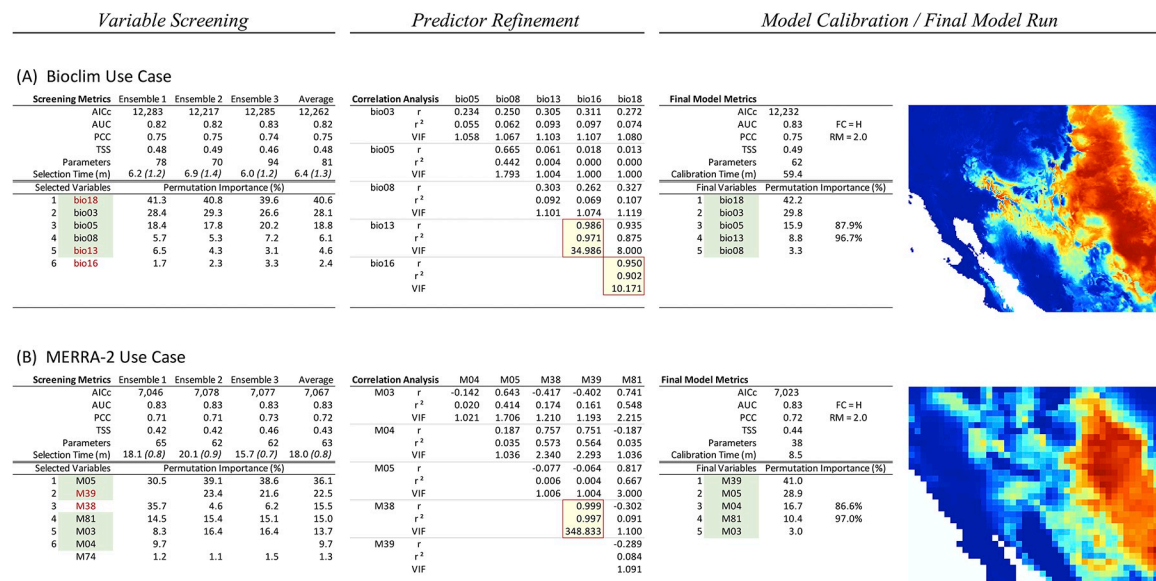 Variable Screening Predictor Refinement Model Calibration / Final Model Run
(A) Bioclim Use Case
Screening Metrics Ensemble 1 Ensemble 2 Ensemble 3 Average
AICc 12,283 12,217 12,285 12,262
AUC 0.82 0.83 0.82 0.82
PCC 0.75 0.75 0.74 0.75
TSS 0.48 0.49 0.46 0.48
Parameters 78 70 94 81
Selection Time (m) 6.2 (1.2) 6.9 (1.4) 6.0 (1.2) 6.4 (1.3)
Selected Variables Permutation Importance (%)
1 bio18 41.3 40.8 39.6 40.6
2 bio03 28.4 29.3 26.6 28.1
3 bio05 18.4 17.8 20.2 18.8
4 bio08 5.7 5.3 7.2 6.1
5 bio13 6.5 4.3 3.1 4.6
6 bio16 1.7 2.3 3.3 2.4
Correlation Analysis bio05 bio08 bio13 bio16 bio18
bio03 r 0.234 0.250 0.305 0.311 0.272
r² 0.055 0.062 0.093 0.097 0.074
VIF 1.058 1.067 1.103 1.107 1.080
bio05 r 0.665 0.061 0.018 0.013
r² 0.442 0.004 0.000 0.000
VIF 1.793 1.004 1.000 1.000
bio08 r 0.303 0.262 0.327
r² 0.092 0.069 0.107
VIF 1.101 1.074 1.119
bio13 r 0.986 0.935
r² 0.971 0.875
VIF 34.986 8.000
bio16 r 0.950
r² 0.902
VIF 10.171
Final Model Metrics
AICc 12,232
AUC 0.83 FC = H
PCC 0.75 RM = 2.0
TSS 0.49
Parameters 62
Calibration Time (m) 59.4
Final Variables Permutation Importance (%)
1 bio18 42.2
2 bio03 29.8
3 bio05 15.9 87.9%
4 bio13 8.8 96.7%
5 bio08 3.3
(B) MERRA-2 Use Case
Screening Metrics Ensemble 1 Ensemble 2 Ensemble 3 Average
AICc 7,046 7,078 7,077 7,067
AUC 0.83 0.83 0.83 0.83
PCC 0.71 0.71 0.73 0.72
TSS 0.42 0.42 0.46 0.43
Parameters 65 62 62 63
Selection Time (m) 18.1 (0.8) 20.1 (0.9) 15.7 (0.7) 18.0 (0.8)
Selected Variables Permutation Importance (%)
1 M05 30.5 39.1 38.6 36.1
2 M39 23.4 21.6 22.5
3 M38 35.7 4.6 6.2 15.5
4 M81 14.5 15.4 15.1 15.0
5 M03 8.3 16.4 16.4 13.7
6 M04 9.7 9.7
M74 1.2 1.1 1.5 1.3
Correlation Analysis M04 M05 M38 M39 M81
M03 r -0.142 0.643 -0.417 -0.402 0.741
r² 0.020 0.414 0.174 0.161 0.548
VIF 1.021 1.706 1.210 1.193 2.215
M04 r 0.187 0.757 0.751 -0.187
r² 0.035 0.573 0.564 0.035
VIF 1.036 2.340 2.293 1.036
M05 r -0.077 -0.064 0.817
r² 0.006 0.004 0.667
VIF 1.006 1.004 3.000
M38 r 0.999 -0.302
r² 0.997 0.091
VIF 348.833 1.100
M39 r -0.289
r² 0.084
VIF 1.091
Final Model Metrics
AICc 7,023
AUC 0.83 FC = H
PCC 0.72 RM = 2.0
TSS 0.44
Parameters 38
Calibration Time (m) 8.5
Final Variables Permutation Importance (%)
1 M39 41.0
2 M05 28.9
3 M04 16.7 86.6%
4 M81 10.4 97.0%
5 M03 3.0